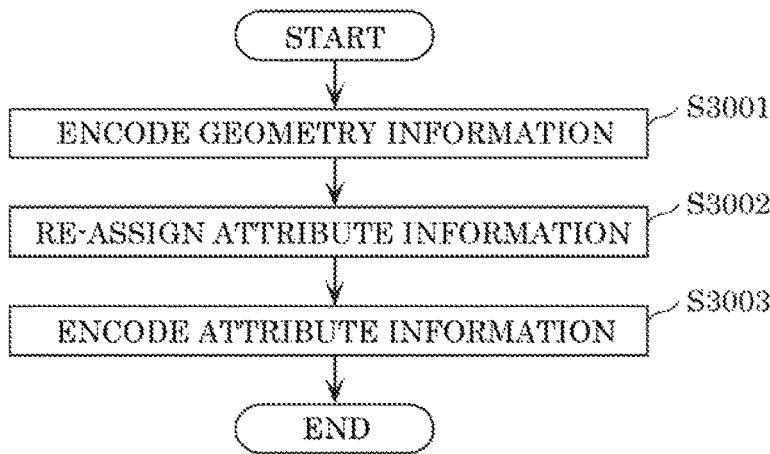 START
ENCODE GEOMETRY INFORMATION
S3001
RE-ASSIGN ATTRIBUTE INFORMATION
S3002
ENCODE ATTRIBUTE INFORMATION
S3003
END